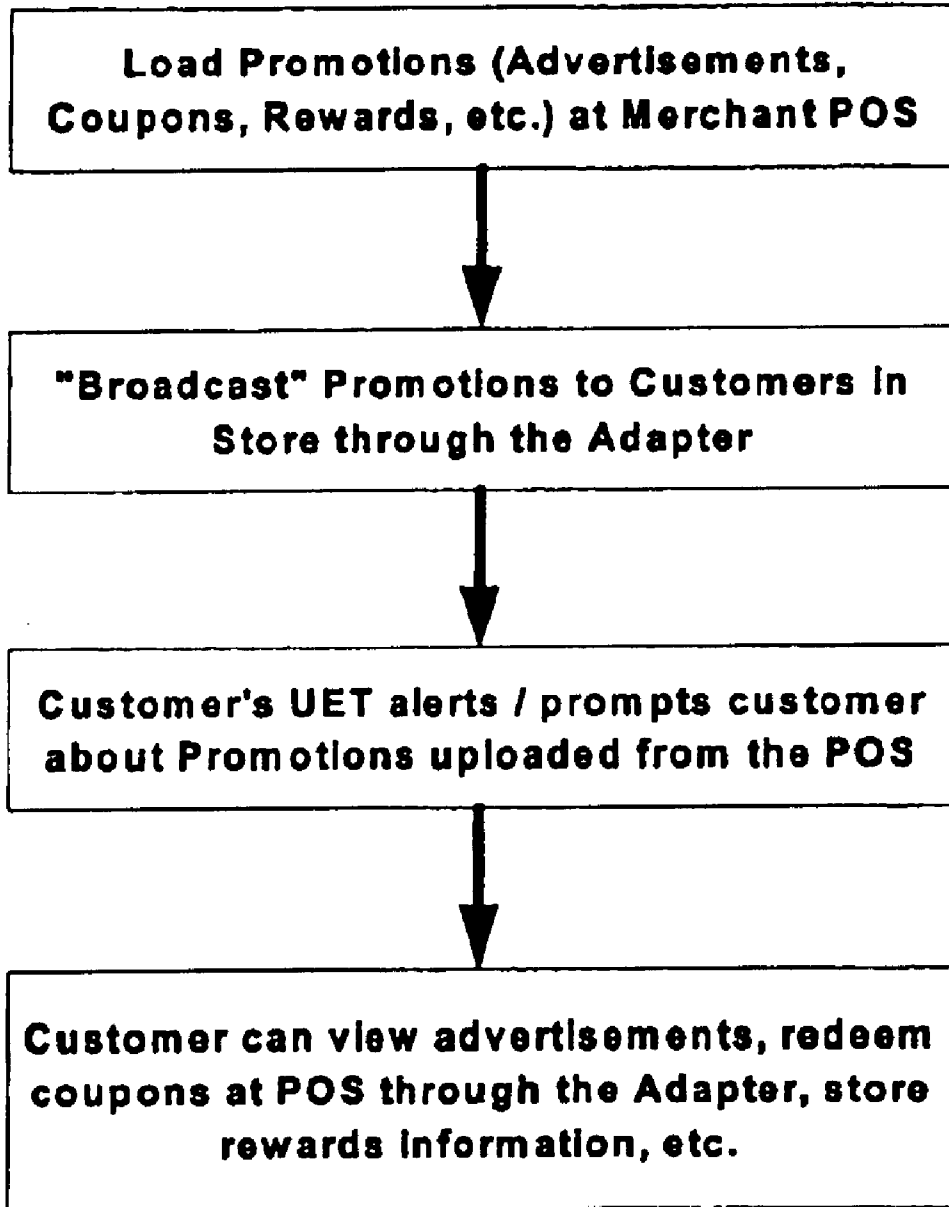 Load Promotions (Advertisements,
Coupons, Rewards, etc.) at Merchant POS
"Broadcast" Promotions to Customers in
Store through the Adapter
Customer's UET alerts / prompts customer
about Promotions uploaded from the POS
Customer can view advertisements, redeem
coupons at POS through the Adapter, store
rewards information, etc.